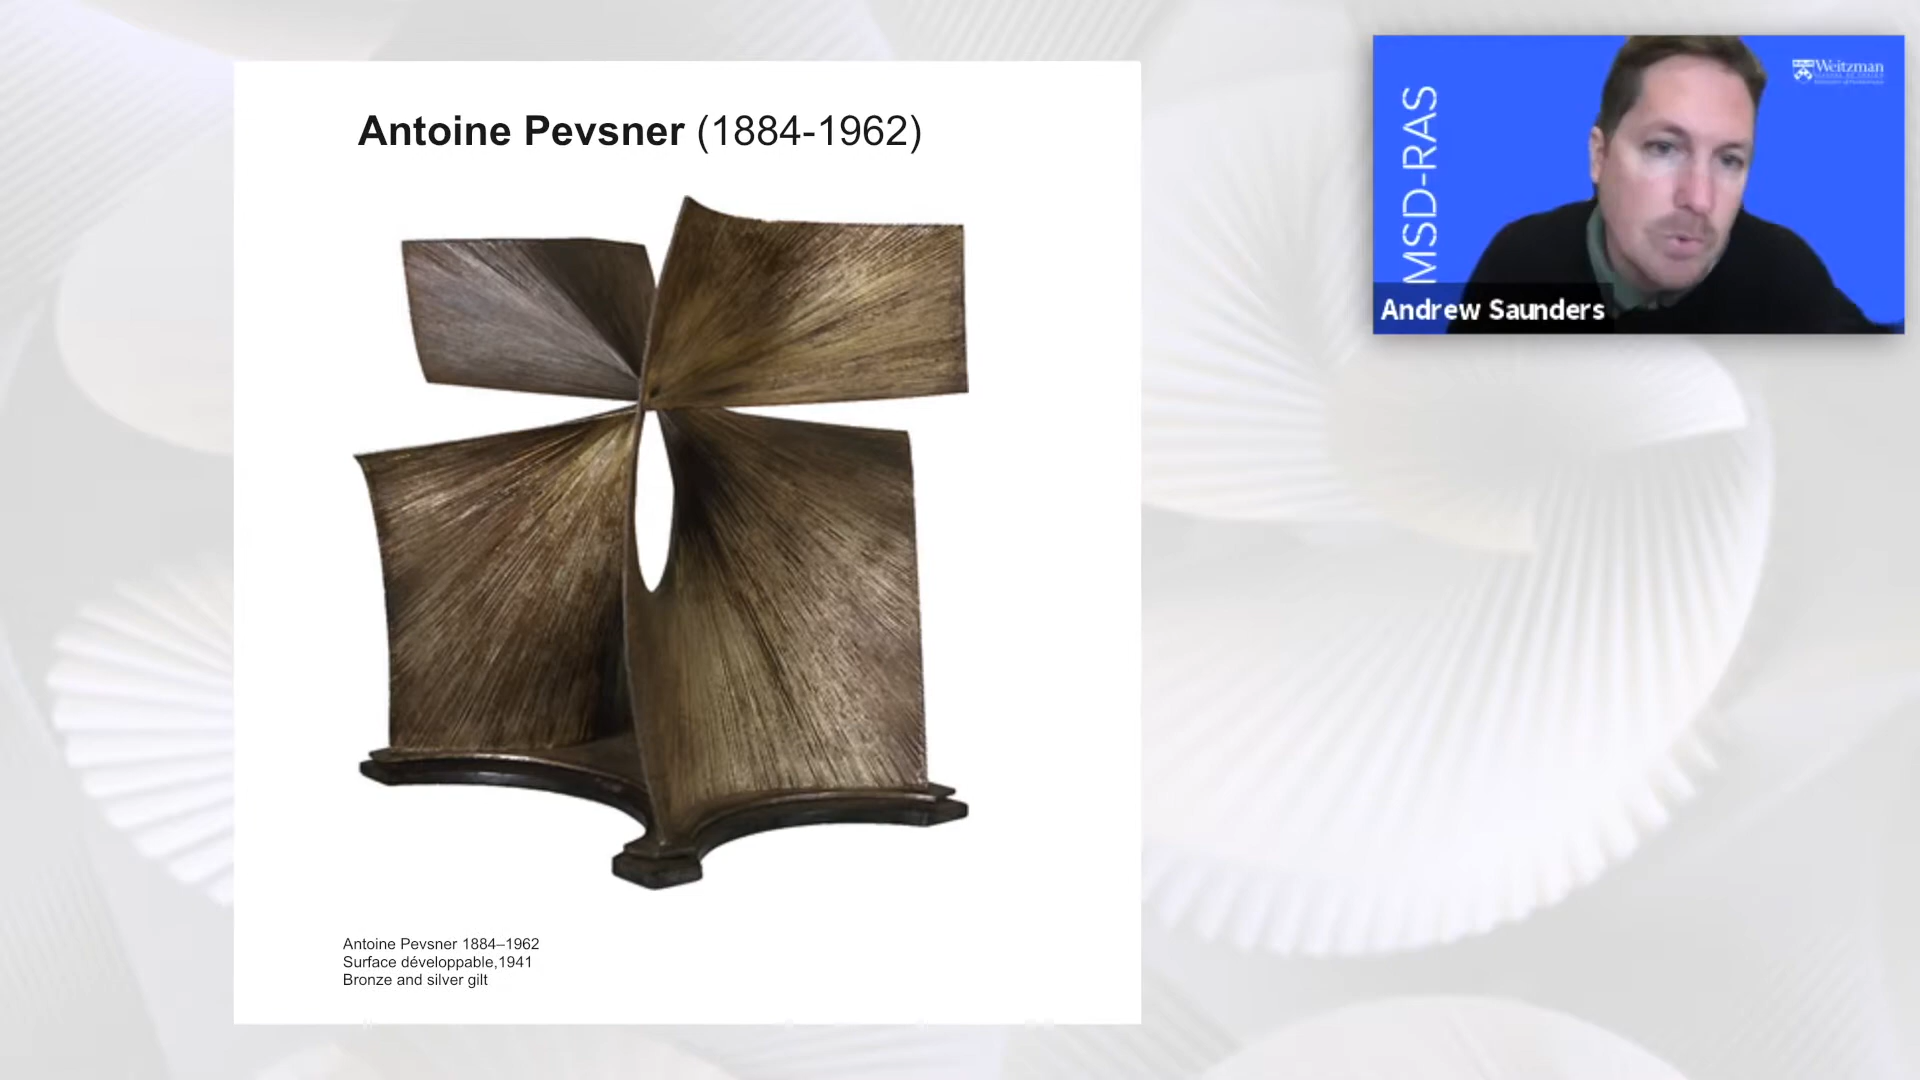 Antoine Pevsner (1884-1962)
Antoine Pevsner 1884–1962
Surface développable,1941
Bronze and silver gilt
MSD-RAS
Weitzman
Andrew Saunders